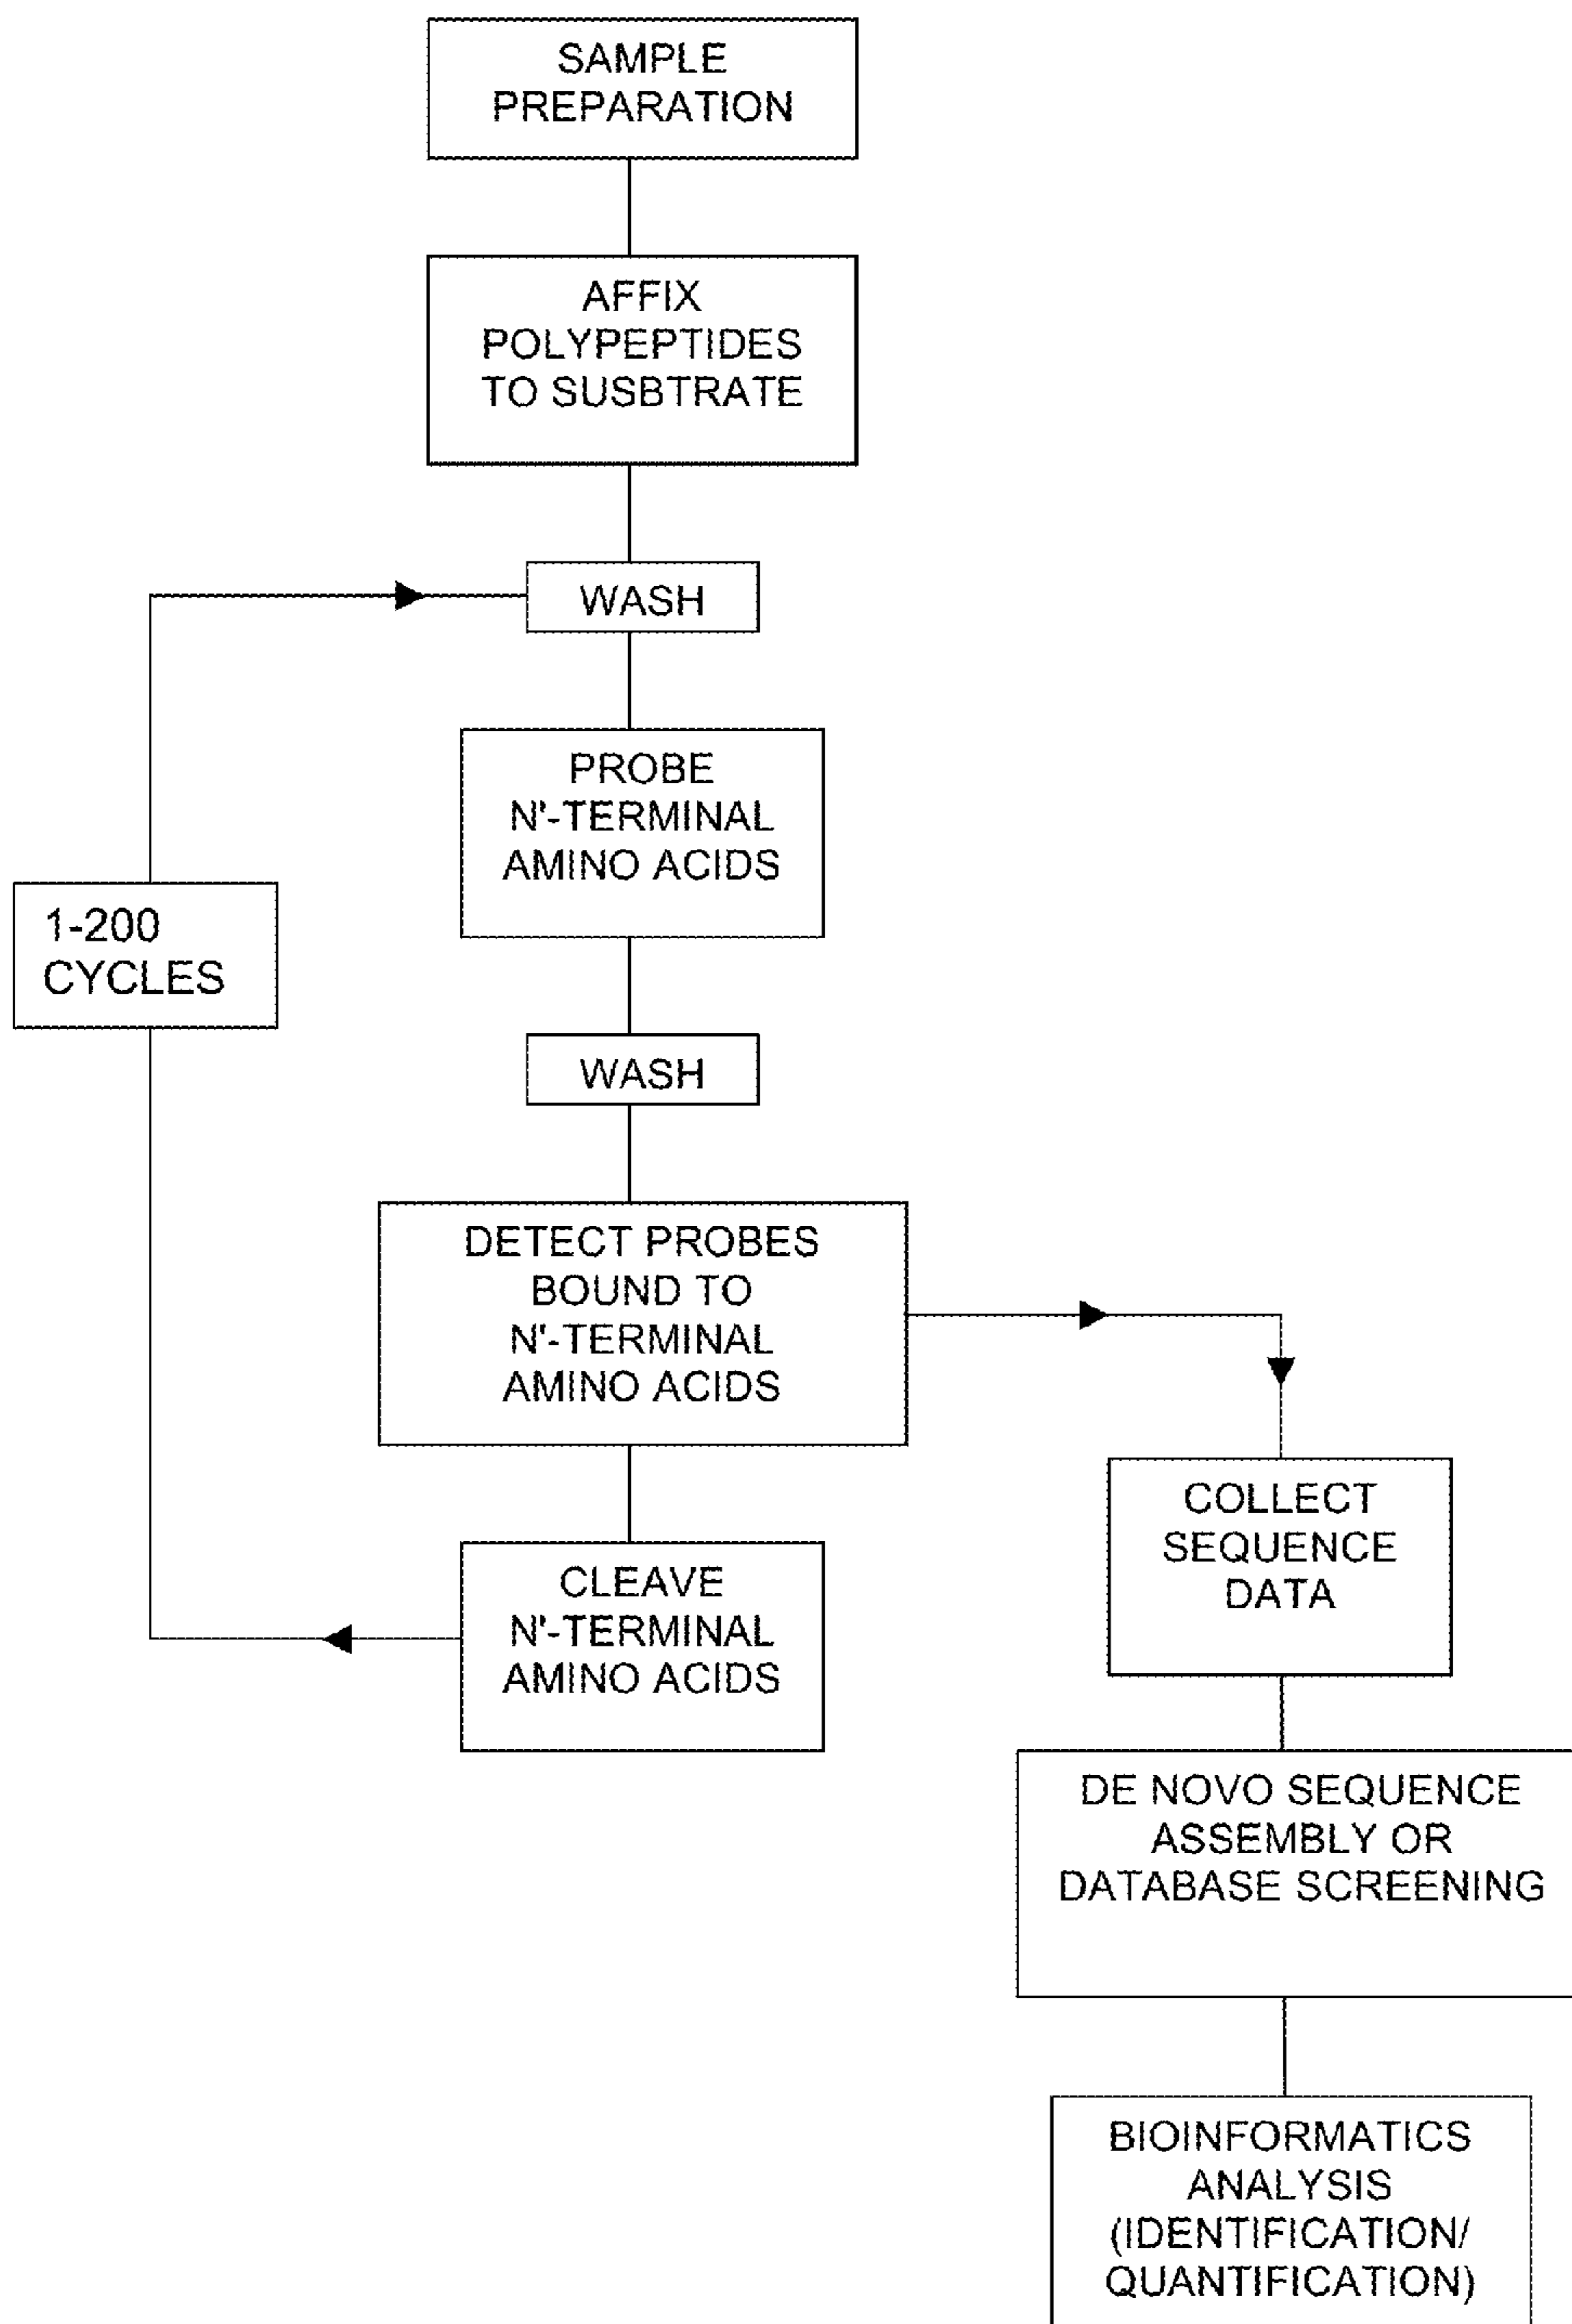 SAMPLE
PREPARATION
AFFIX
POLYPEPTIDES
TO SUSBTRATE
WASH
PROBE
N'-TERMINAL
AMINO ACIDS
1-200
CYCLES
WASH
DETECT PROBES
BOUND TO
N'-TERMINAL
AMINO ACIDS
CLEAVE
N'-TERMINAL
AMINO ACIDS
COLLECT
SEQUENCE
DATA
DE NOVO SEQUENCE
ASSEMBLY OR
DATABASE SCREENING
BIOINFORMATICS
ANALYSIS
(IDENTIFICATION/
QUANTIFICATION)